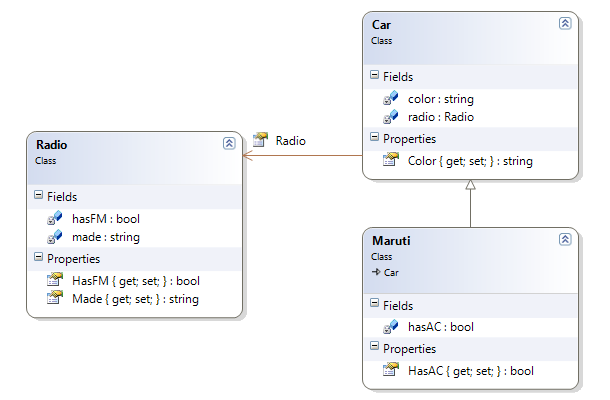 Car
Class
Fields
color : string
radio : Radio
Properties
Color { get; set; } : string
Radio
Radio
Class
Fields
hasFM : bool
made : string
Properties
HasFM { get; set; } : bool
Made { get; set; } : string
Maruti
Class
Car
Fields
hasAC : bool
Properties
HasAC { get; set; } : bool